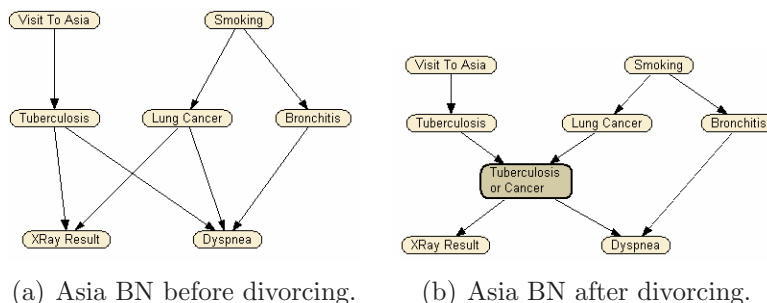 Visit To Asia
Smoking
Tuberculosis
Lung Cancer
Bronchitis
XRay Result
Dyspnea
(a) Asia BN before divorcing.
Visit To Asia
Smoking
Tuberculosis
Lung Cancer
Bronchitis
Tuberculosis
or Cancer
XRay Result
Dyspnea
(b) Asia BN after divorcing.